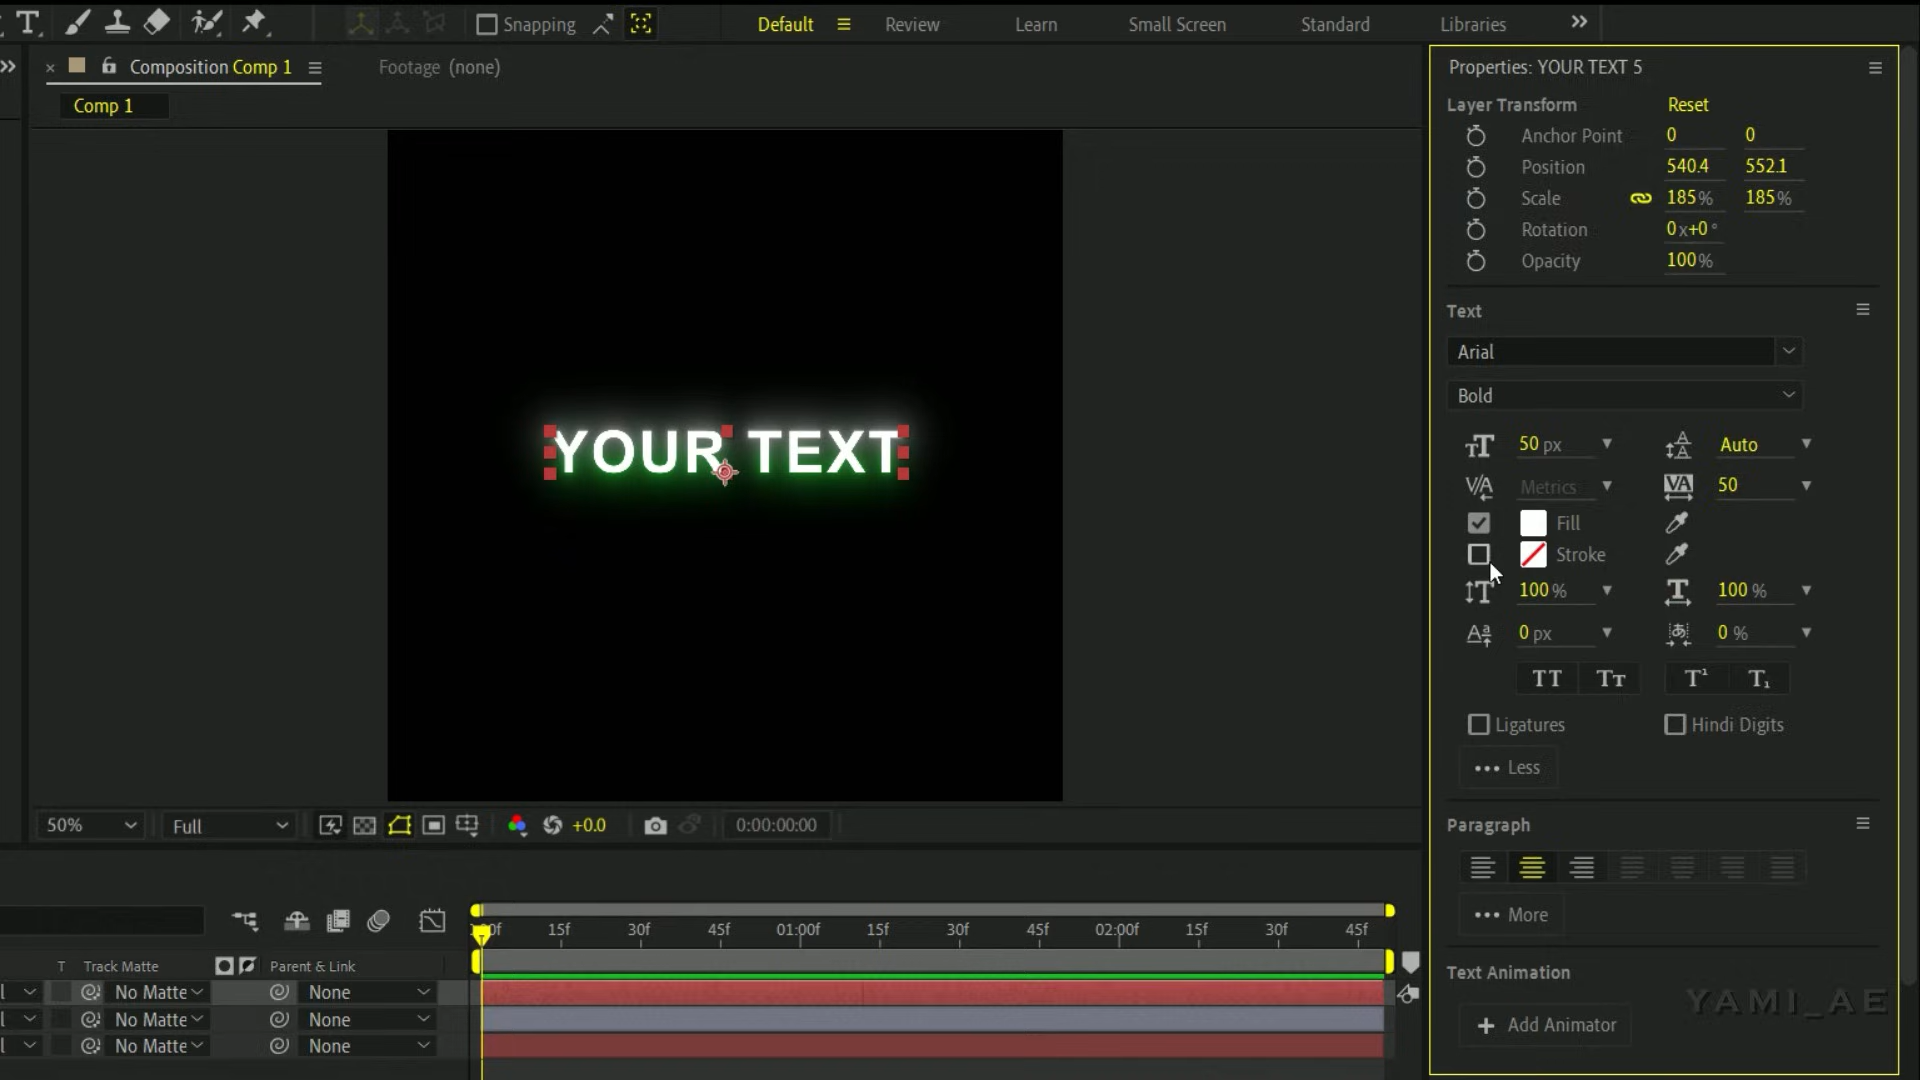 Snapping
Default
Review
Learn
Small Screen
Standard
Libraries
Composition Comp 1
Footage (none)
Comp 1
YOUR TEXT
50%
Full
+0.0
0:00:00:00
Properties: YOUR TEXT 5
Layer Transform Reset
Anchor Point 0 0
Position 540.4 552.1
Scale 185% 185%
Rotation 0x+0°
Opacity 100%
Text
Arial
Bold
50 px Auto
Metrics 50
Fill
Stroke
100 % 100 %
0 px 0 %
TT Tт T¹ T₁
Ligatures Hindi Digits
Less
Paragraph
More
Text Animation
Add Animator
YAMI_AE
15f 30f 45f 01:00f 15f 30f 45f 02:00f 15f 30f 45f
T Track Matte Parent & Link
No Matte None
No Matte None
No Matte None